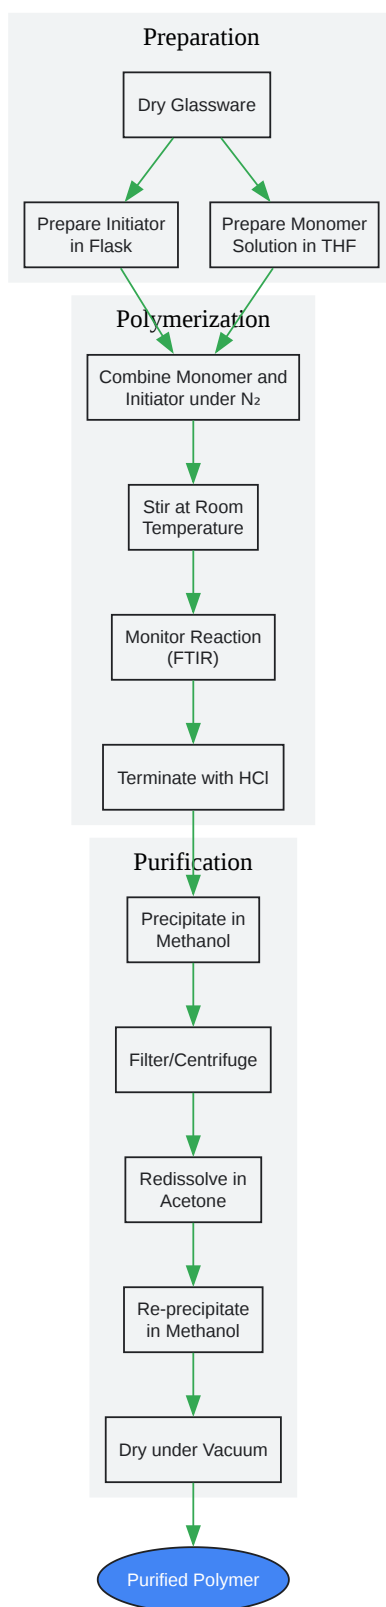 Preparation
Dry Glassware
Prepare Initiator
in Flask
Prepare Monomer
Solution in THF
Polymerization
Combine Monomer and
Initiator under N₂
Stir at Room
Temperature
Monitor Reaction
(FTIR)
Terminate with HCl
Purification
Precipitate in
Methanol
Filter/Centrifuge
Redissolve in
Acetone
Re-precipitate
in Methanol
Dry under Vacuum
Purified Polymer